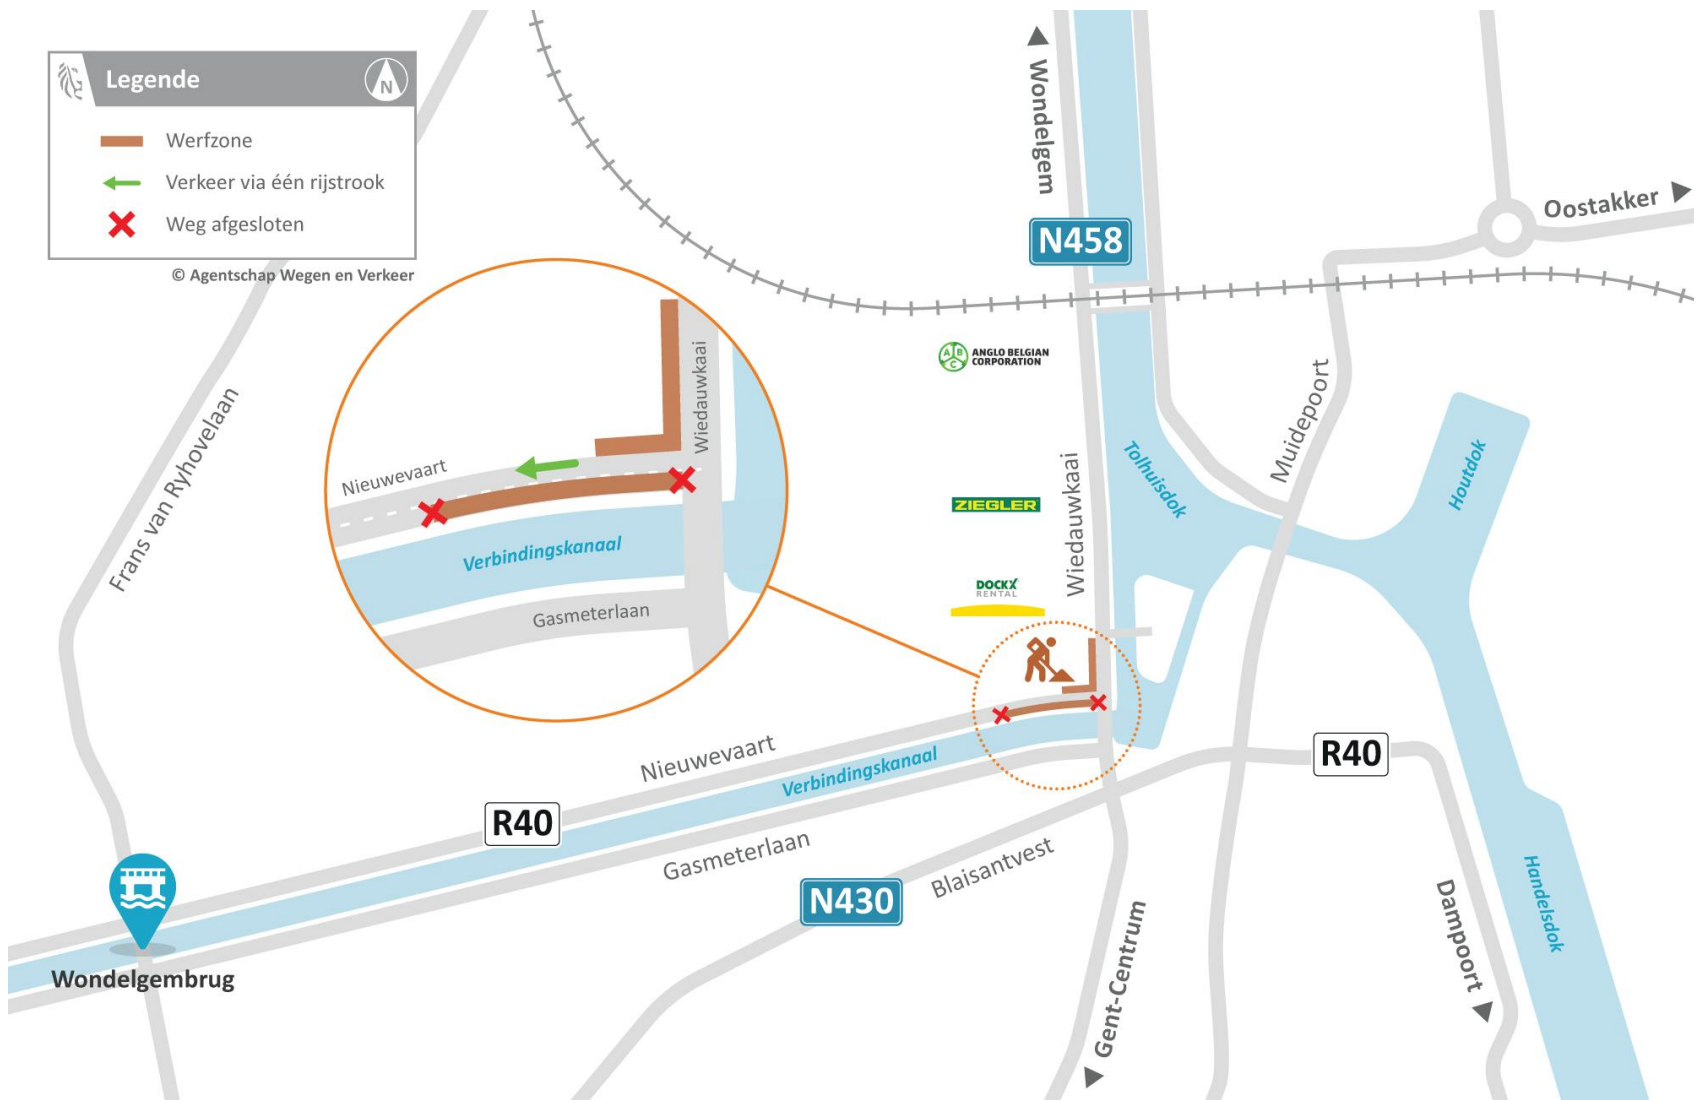 Legende
N
Werfzone
Verkeer via één rijstrook
Weg afgesloten
© Agentschap Wegen en Verkeer
Wondelgem
N458
Oostakker
ANGLO BELGIAN
CORPORATION
A B C
Wiedauwkaai
Nieuwevaart
Verbindingskanaal
Gasmeterlaan
Frans van Ryhovelaan
Muidepoort
Tolhuisdok
Houtdok
Wiedauwkaai
ZIEGLER
DOCKX
RENTAL
Nieuwevaart
Verbindingskanaal
R40
R40
Gasmeterlaan
Blaisantvest
N430
Wondelgembrug
Gent-Centrum
Dampoort
Handelsdok